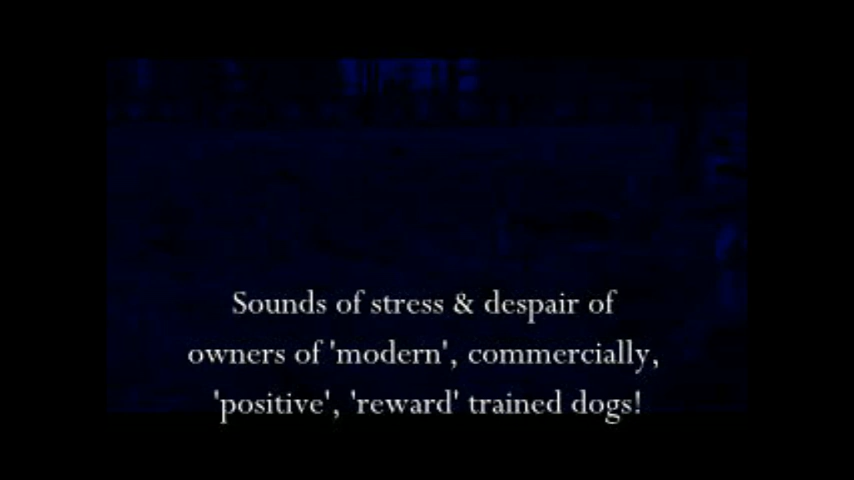 Sounds of stress & despair of
owners of 'modern', commercially,
'positive', 'reward' trained dogs!